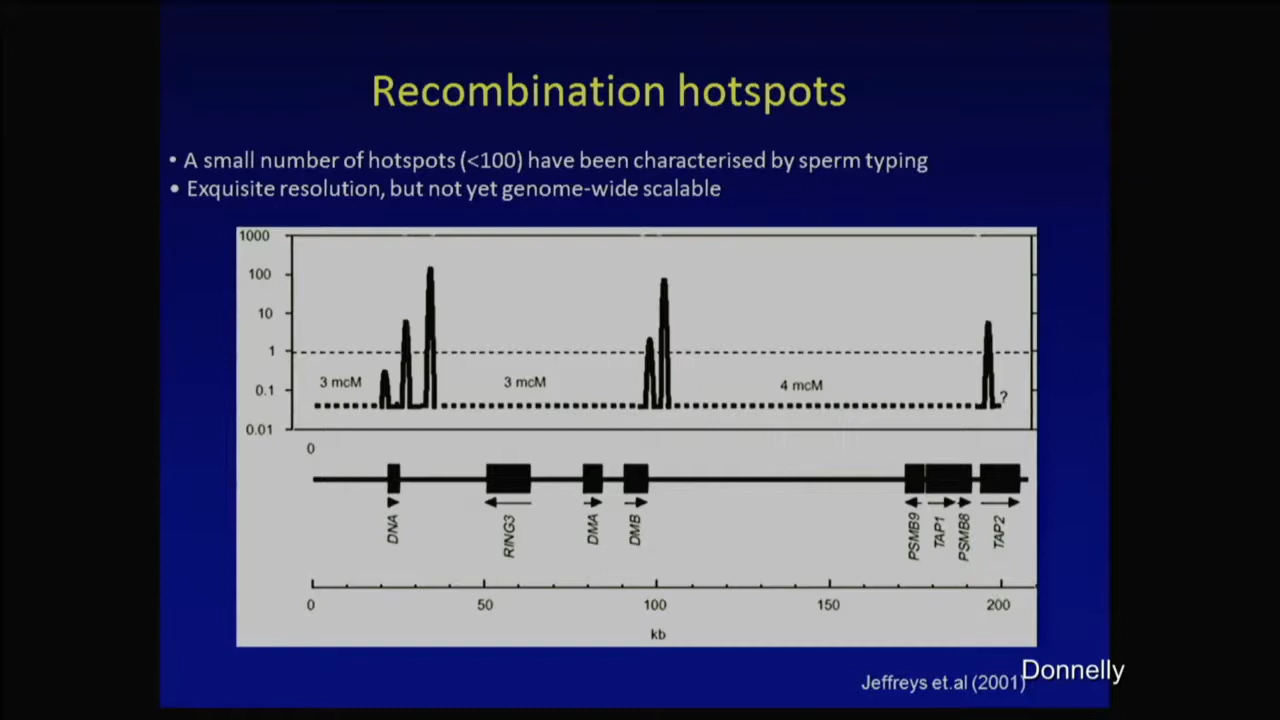 Recombination hotspots
• A small number of hotspots (<100) have been characterised by sperm typing
• Exquisite resolution, but not yet genome-wide scalable
1000
100
10
1
0.1
0.01
3 mcM
3 mcM
4 mcM
?
0
DNA
RING3
DMA
DMB
PSMB9
TAP1
PSMB8
TAP2
0 50 100 150 200
kb
Jeffreys et.al (2001)
Donnelly